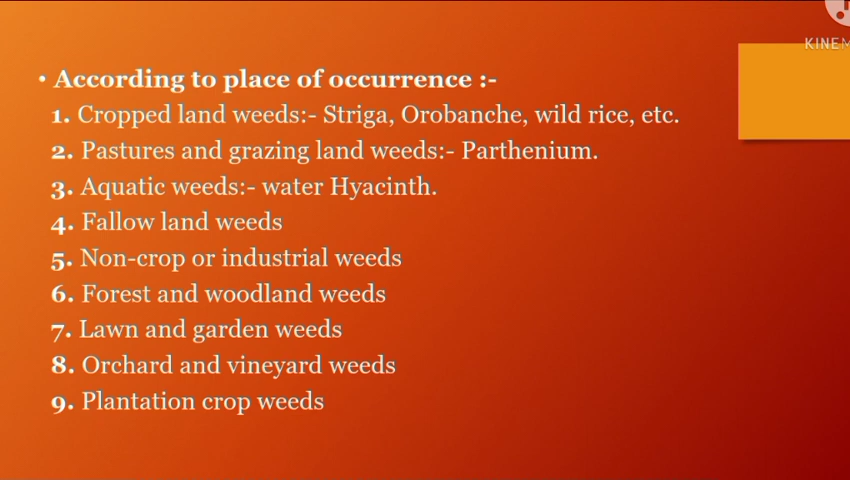 • According to place of occurrence :-
1. Cropped land weeds:- Striga, Orobanche, wild rice, etc.
2. Pastures and grazing land weeds:- Parthenium.
3. Aquatic weeds:- water Hyacinth.
4. Fallow land weeds
5. Non-crop or industrial weeds
6. Forest and woodland weeds
7. Lawn and garden weeds
8. Orchard and vineyard weeds
9. Plantation crop weeds